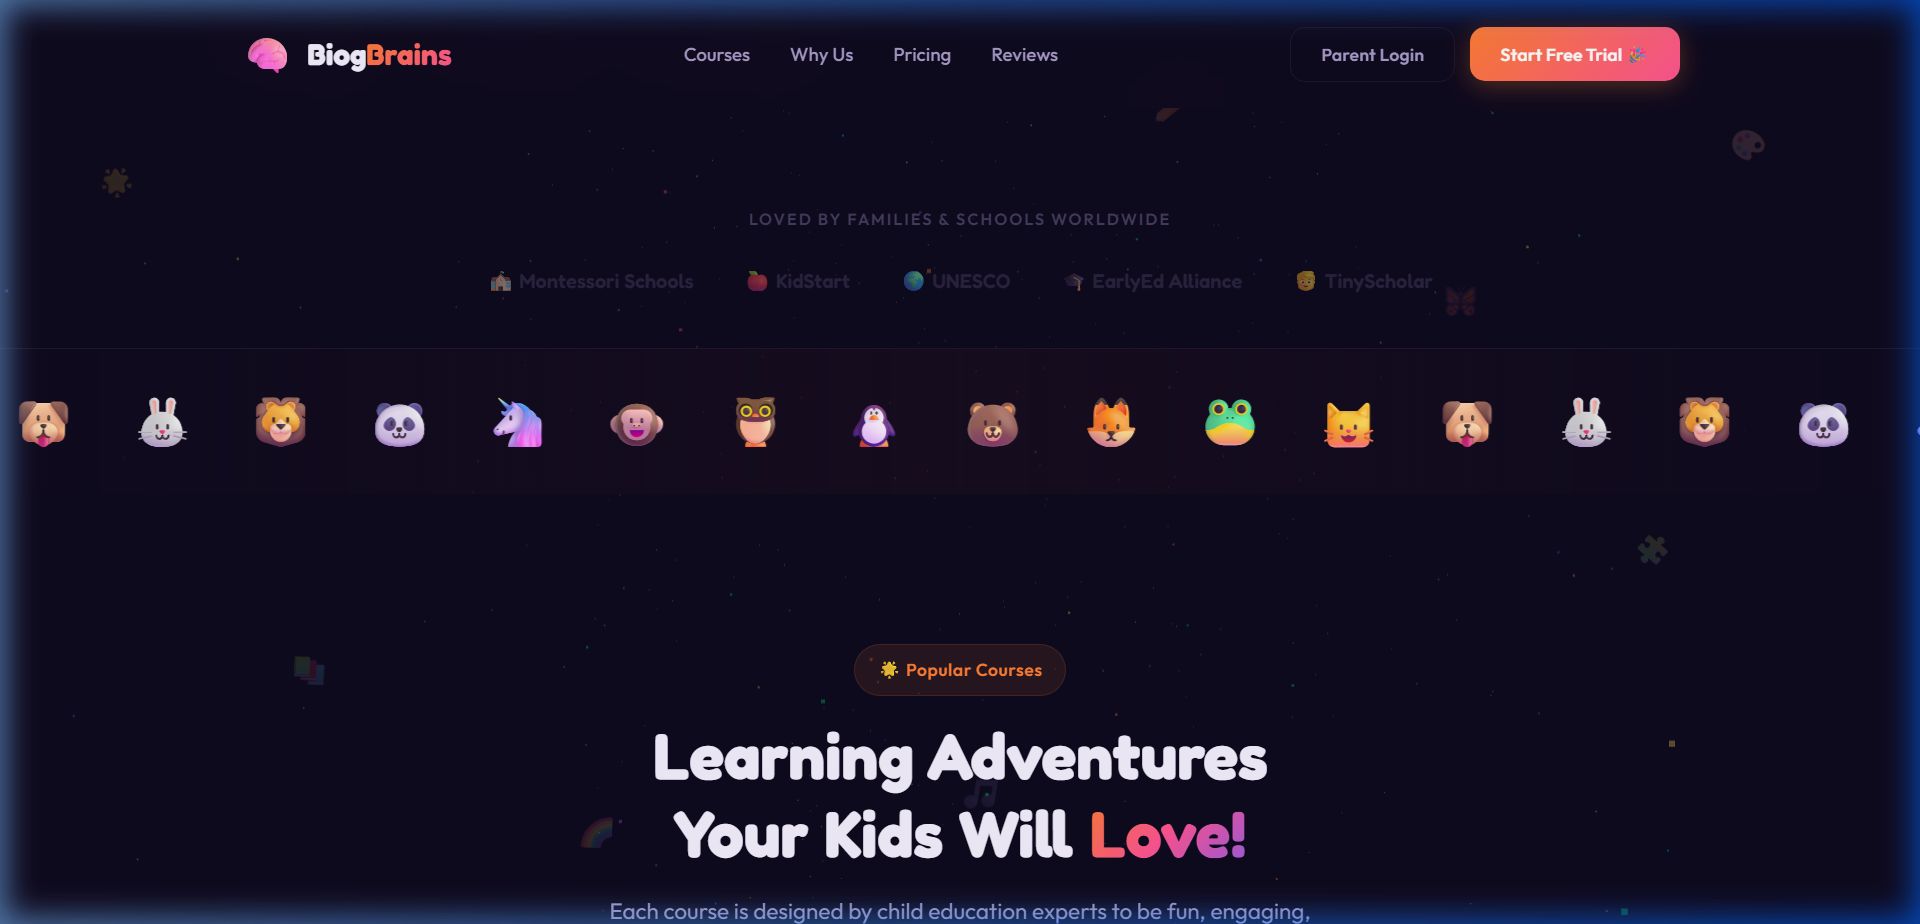 BiogBrains
Courses Why Us Pricing Reviews
Parent Login
Start Free Trial
LOVED BY FAMILIES & SCHOOLS WORLDWIDE
Montessori Schools KidStart UNESCO EarlyEd Alliance TinyScholar
Popular Courses
Learning Adventures
Your Kids Will Love!
Each course is designed by child education experts to be fun, engaging,